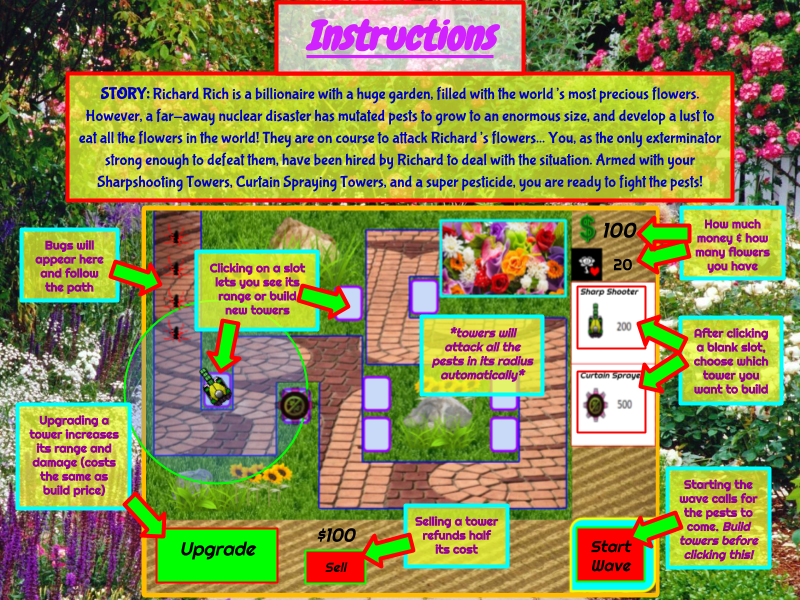 Instructions
STORY: Richard Rich is a billionaire with a huge garden, filled with the world's most precious flowers.
However, a far-away nuclear disaster has mutated pests to grow to an enormous size, and develop a lust to
eat all the flowers in the world! They are on course to attack Richard's flowers... You, as the only exterminator
strong enough to defeat them, have been hired by Richard to deal with the situation. Armed with your
Sharpshooting Towers, Curtain Spraying Towers, and a super pesticide, you are ready to fight the pests!
Bugs will
appear here
and follow
the path
Clicking on a slot
lets you see its
range or build
new towers
$ 100
20
How much
money & how
many flowers
you have
Sharp Shooter
200
*towers will
attack all the
pests in its radius
automatically*
After clicking
a blank slot,
choose which
tower you
want to build
Curtain Spraye
500
Upgrading a
tower increases
its range and
damage (costs
the same as
build price)
Upgrade
$100
Sell
Selling a tower
refunds half
its cost
Start
Wave
Starting the
wave calls for
the pests to
come. Build
towers before
clicking this!